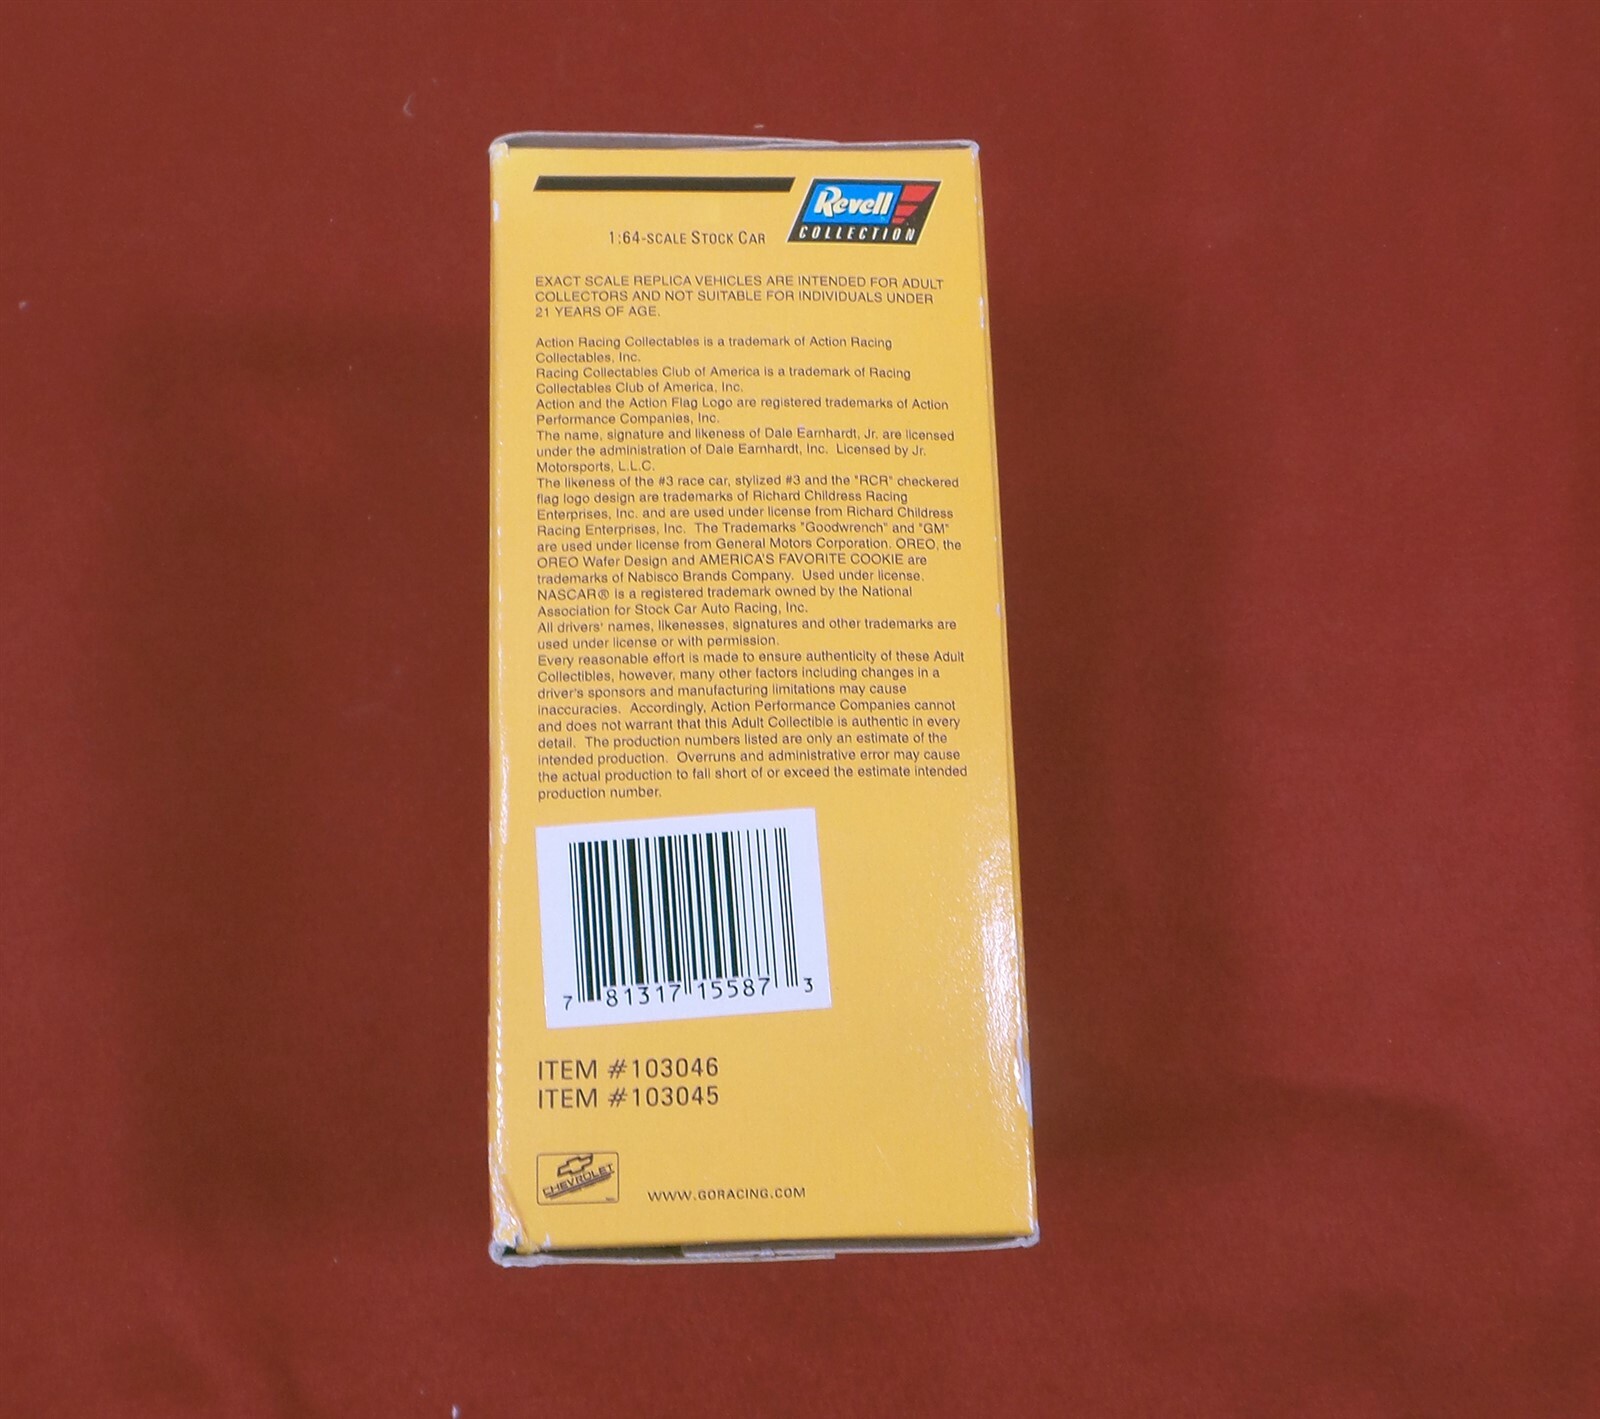 Revell
COLLECTION
1:64-SCALE STOCK CAR
EXACT SCALE REPLICA VEHICLES ARE INTENDED FOR ADULT
COLLECTORS AND NOT SUITABLE FOR INDIVIDUALS UNDER
21 YEARS OF AGE.
Action Racing Collectables is a trademark of Action Racing
Collectables, Inc.
Racing Collectables Club of America is a trademark of Racing
Collectables Club of America, Inc.
Action and the Action Flag Logo are registered trademarks of Action
Performance Companies, Inc.
The name, signature and likeness of Dale Earnhardt, Jr. are licensed
under the administration of Dale Earnhardt, Inc. Licensed by Jr.
Motorsports, L.L.C.
The likeness of the #3 race car, stylized #3 and the "RCR" checkered
flag logo design are trademarks of Richard Childress Racing
Enterprises, Inc. and are used under license from Richard Childress
Racing Enterprises, Inc. The Trademarks "Goodwrench" and "GM"
are used under license from General Motors Corporation. OREO, the
OREO Wafer Design and AMERICA'S FAVORITE COOKIE are
trademarks of Nabisco Brands Company. Used under license.
NASCAR® is a registered trademark owned by the National
Association for Stock Car Auto Racing, Inc.
All drivers' names, likenesses, signatures and other trademarks are
used under license or with permission.
Every reasonable effort is made to ensure authenticity of these Adult
Collectibles, however, many other factors including changes in a
driver's sponsors and manufacturing limitations may cause
inaccuracies. Accordingly, Action Performance Companies cannot
and does not warrant that this Adult Collectible is authentic in every
detail. The production numbers listed are only an estimate of the
intended production. Overruns and administrative error may cause
the actual production to fall short of or exceed the estimate intended
production number.
7 81317 15587 3
ITEM #103046
ITEM #103045
CHEVROLET
WWW.GORACING.COM